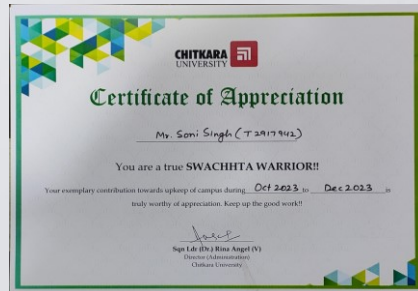 CHITKARA
UNIVERSITY
Certificate of Appreciation
Mr. Soni Singh (T2917942)
You are a true SWACHHTA WARRIOR!!
Your exemplary contribution towards upkeep of campus during Oct 2023 to Dec 2023 is
truly worthy of appreciation. Keep up the good work!!
Sqn Ldr (Dr.) Rina Angel (V)
Director (Administration)
Chitkara University